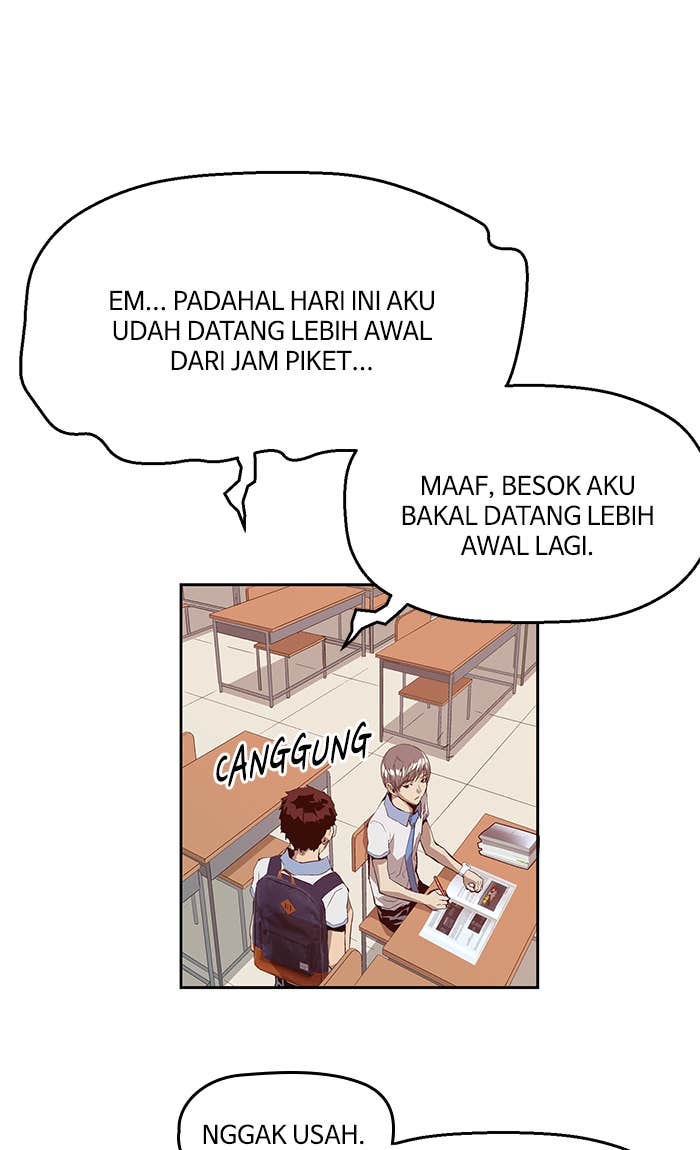 EM... PADAHAL HARI INI AKU
UDAH DATANG LEBIH AWAL
DARI JAM PIKET...
MAAF, BESOK AKU
BAKAL DATANG LEBIH
AWAL LAGI.
CANGGUNG
NGGAK USAH.